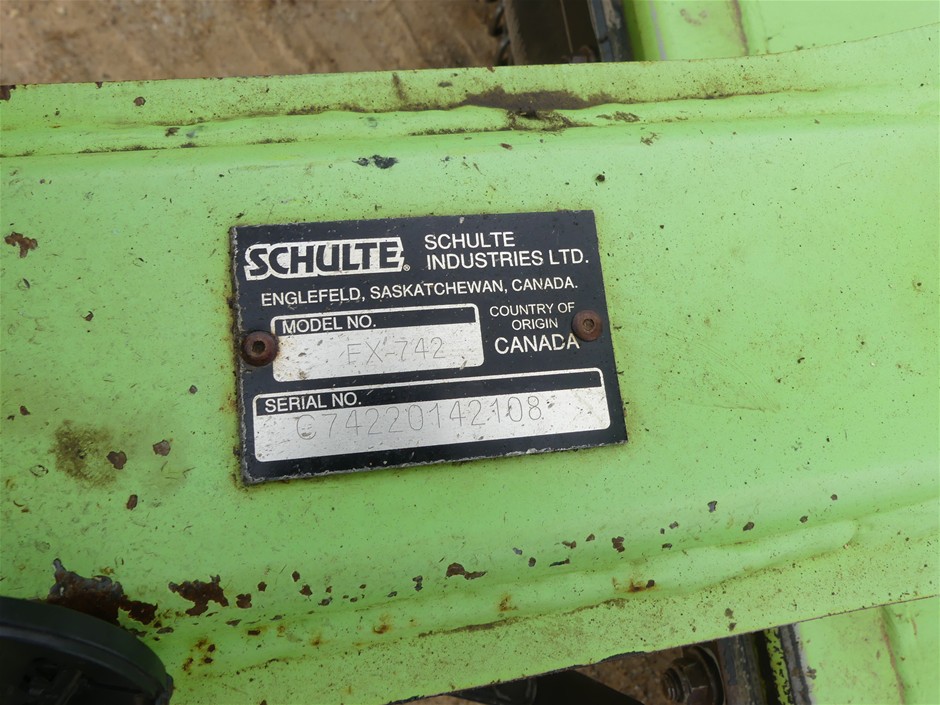 SCHULTE®
SCHULTE
INDUSTRIES LTD.
ENGLEFELD, SASKATCHEWAN, CANADA.
MODEL NO.
FX-742
COUNTRY OF
ORIGIN
CANADA
SERIAL NO.
C74220142108